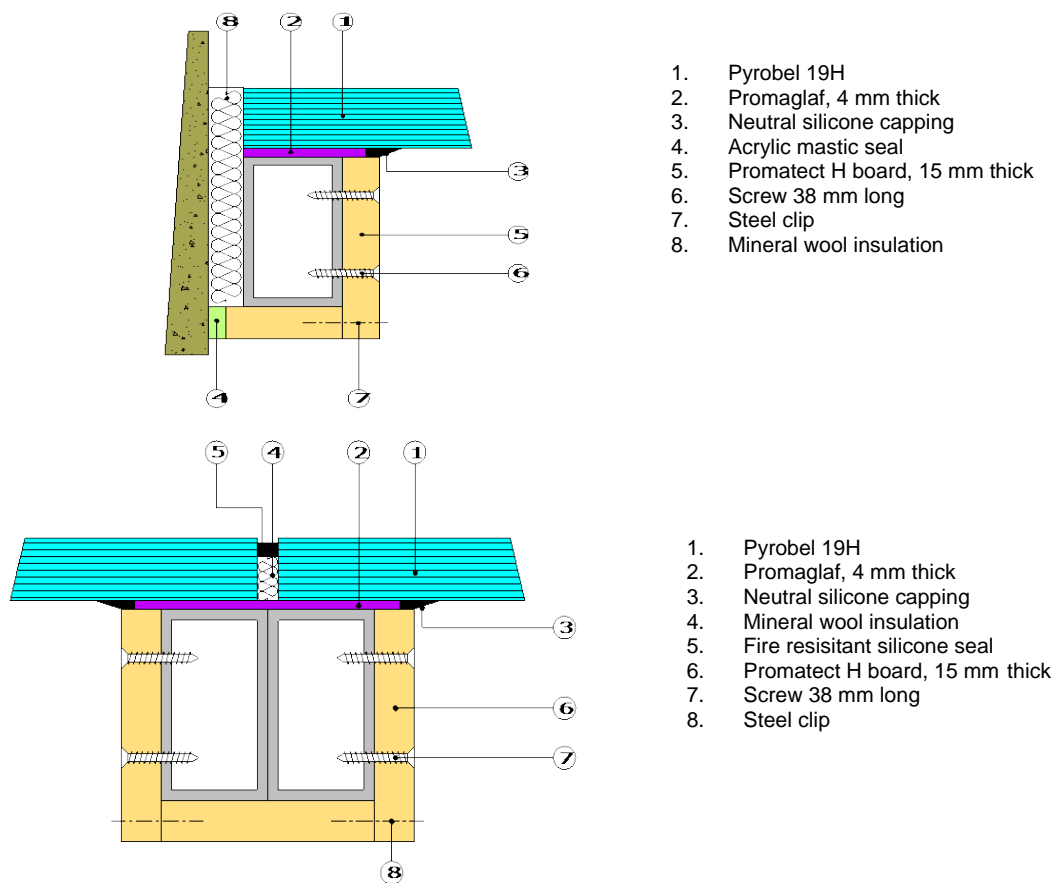 8 2 1
1. Pyrobel 19H
2. Promaglaf, 4 mm thick
3. Neutral silicone capping
4. Acrylic mastic seal
5. Promatect H board, 15 mm thick
6. Screw 38 mm long
7. Steel clip
8. Mineral wool insulation
3
5
6
4 7
5 4 2 1
1. Pyrobel 19H
2. Promaglaf, 4 mm thick
3. Neutral silicone capping
4. Mineral wool insulation
5. Fire resisitant silicone seal
6. Promatect H board, 15 mm thick
7. Screw 38 mm long
8. Steel clip
3
6
7
8